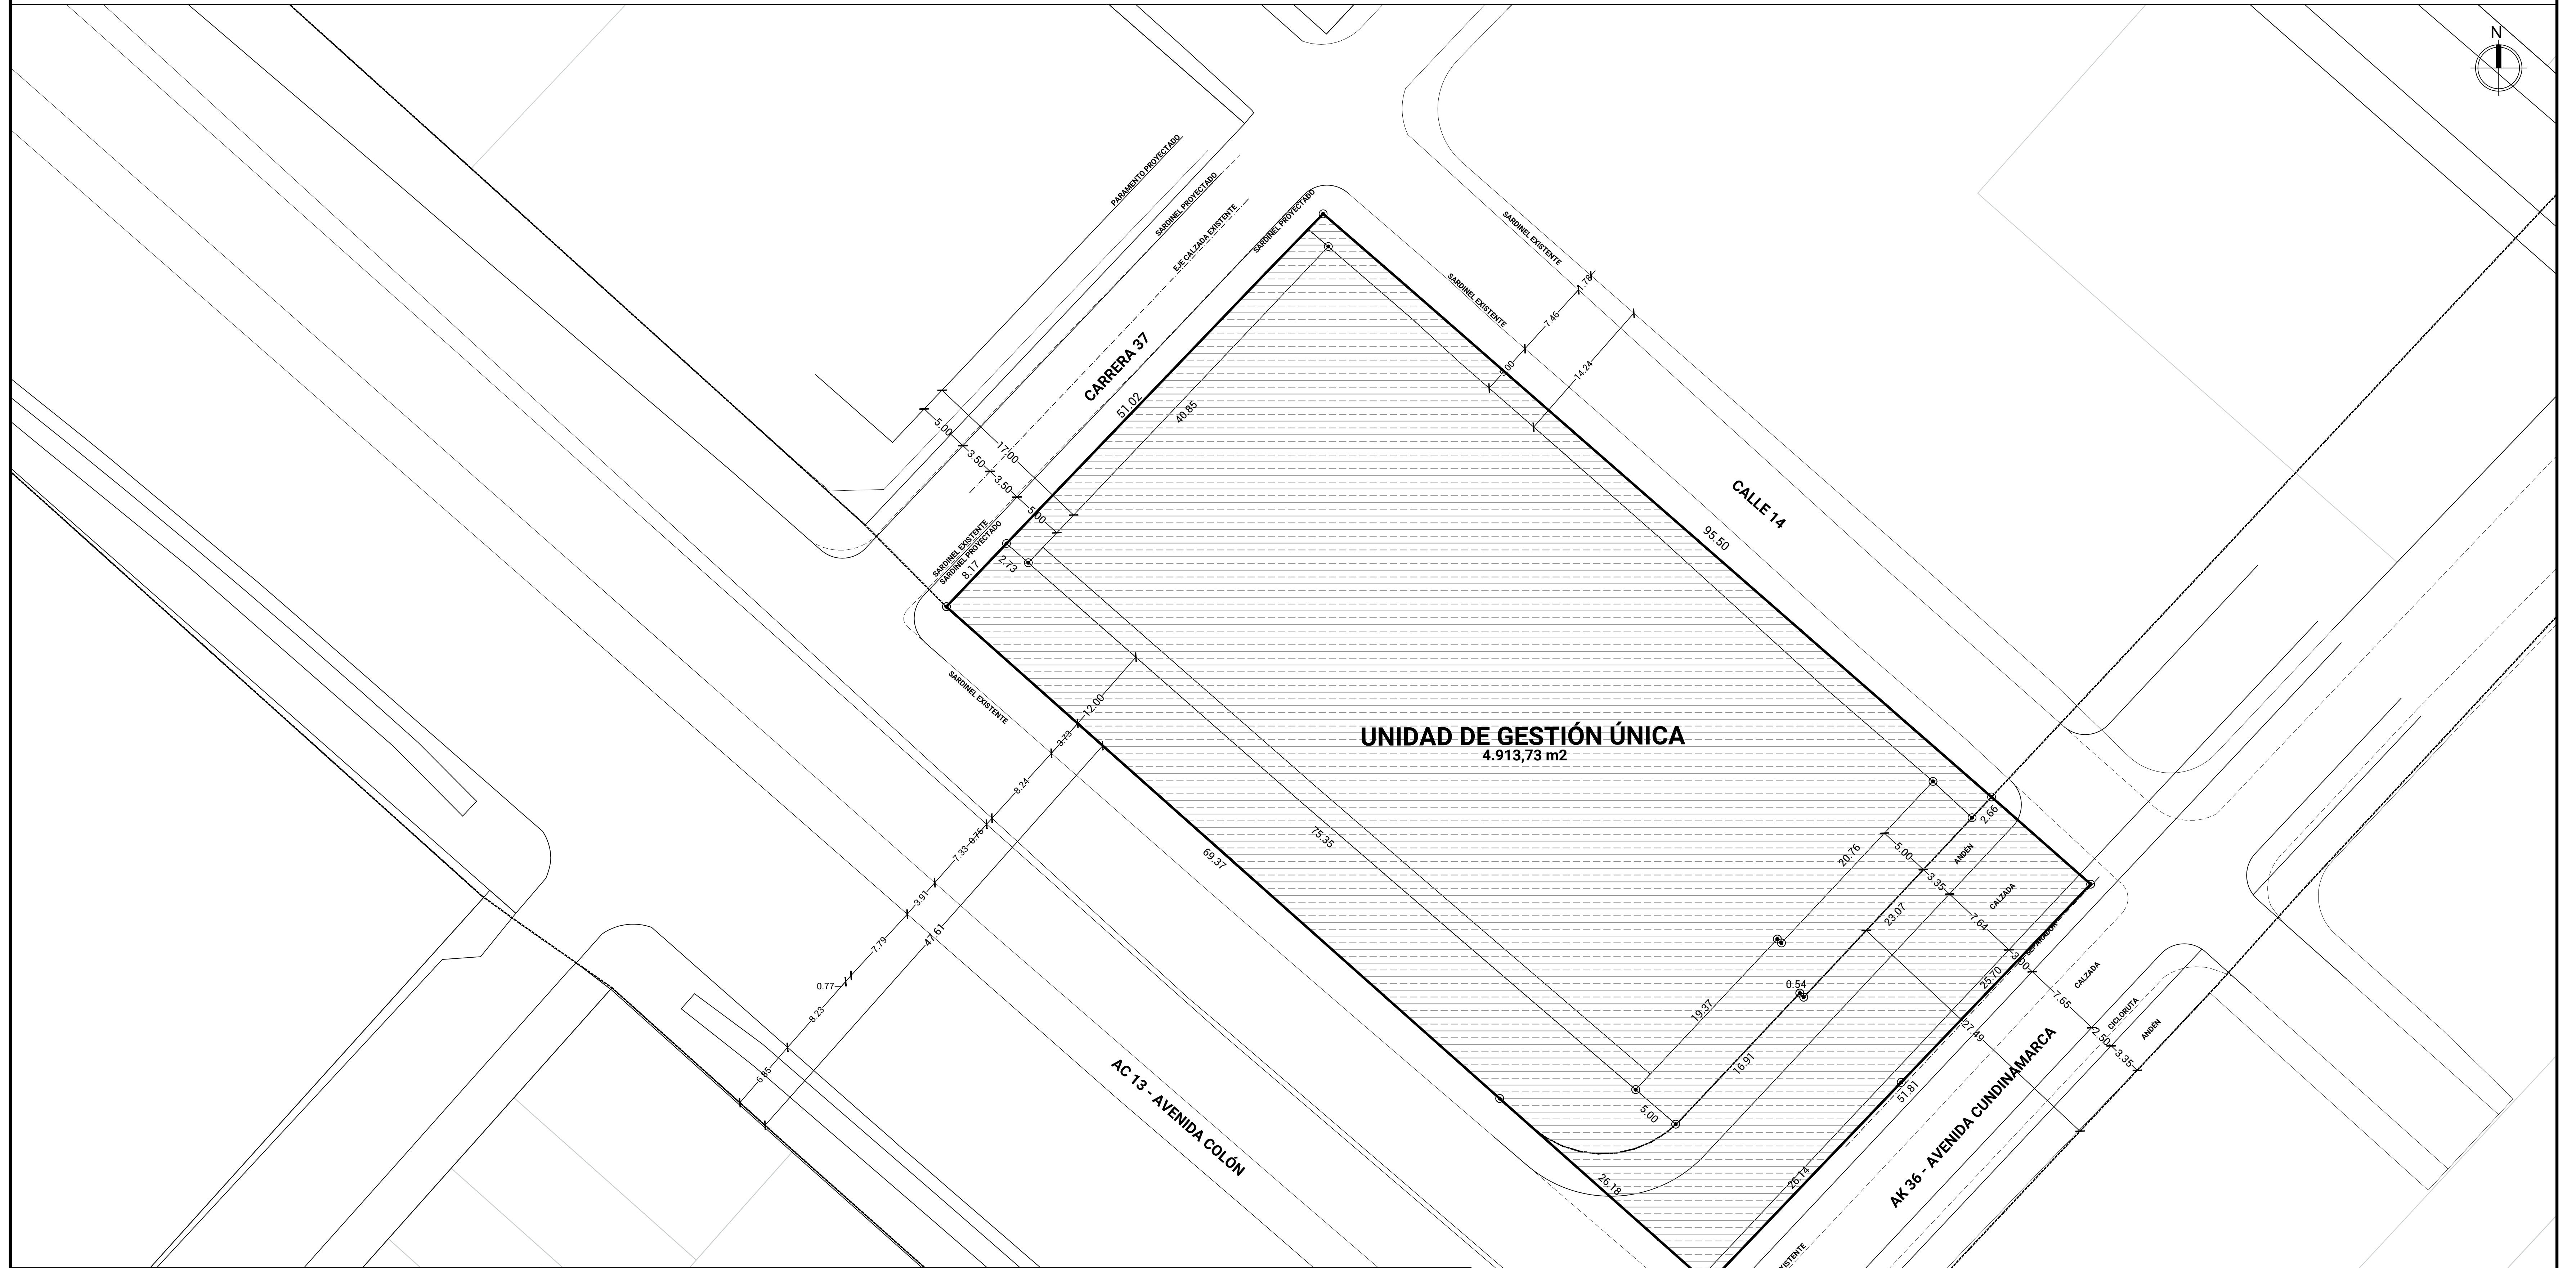 N
PARAMENTO PROYECTADO
SARDINEL PROYECTADO
EJE CALZADA EXISTENTE
SARDINEL PROYECTADO
SARDINEL EXISTENTE
SARDINEL EXISTENTE
1.78
7.46
5.00
14.24
CARRERA 37
51.02
40.85
5.00
17.00
3.50
3.50
5.00
SARDINEL EXISTENTE
SARDINEL PROYECTADO
8.17
2.73
CALLE 14
95.50
SARDINEL EXISTENTE
12.00
3.73
8.24
0.76
7.33
3.91
7.79
47.61
0.77
8.23
6.85
UNIDAD DE GESTIÓN ÚNICA
4.913,73 m2
75.35
69.37
2.66
ANDÉN
20.76
5.00
3.35
CALZADA
23.07
7.64
SEPARADOR
3.00
25.70
CALZADA
7.65
0.54
19.37
27.49
CICLORUTA
2.50
ANDÉN
3.35
16.91
51.81
5.00
26.18
26.14
AC 13 - AVENIDA COLÓN
AK 36 - AVENIDA CUNDINAMARCA